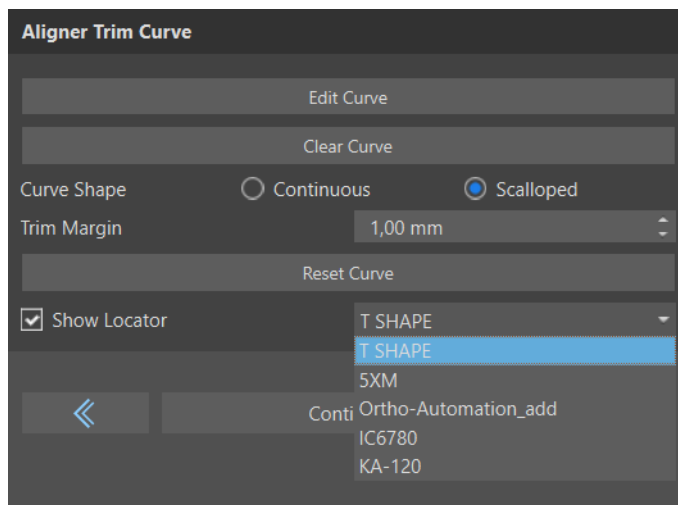 Aligner Trim Curve
Edit Curve
Clear Curve
Curve Shape Continuous Scalloped
Trim Margin 1,00 mm
Reset Curve
Show Locator T SHAPE
T SHAPE
5XM
Ortho-Automation_add
IC6780
KA-120